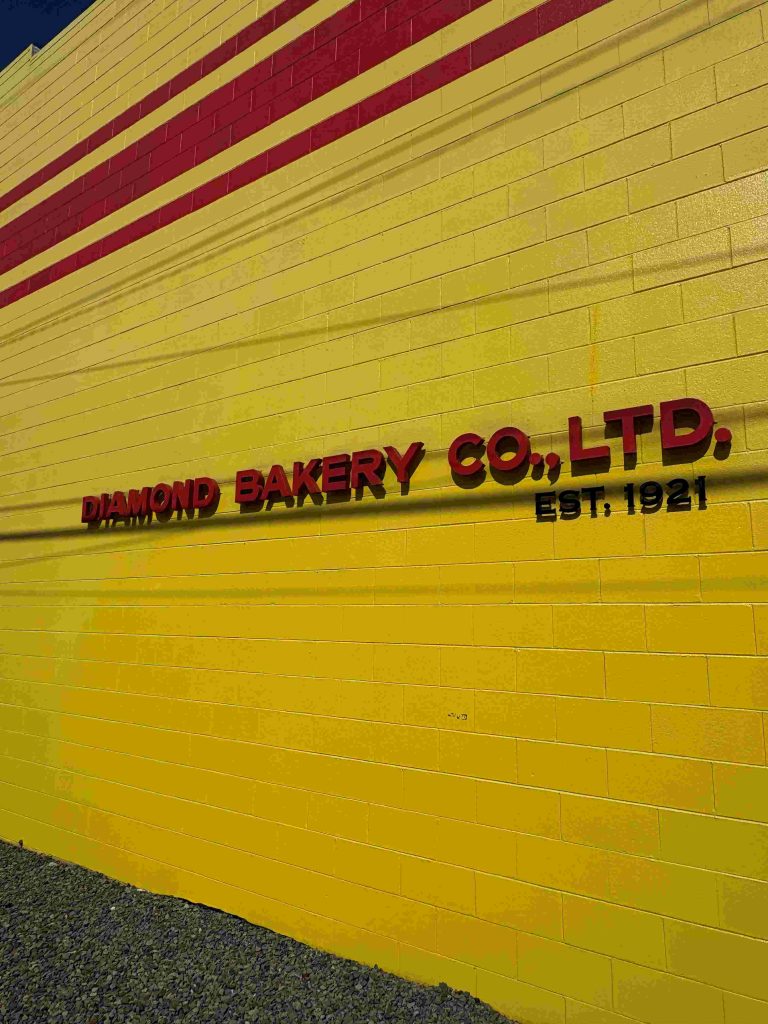 DIAMOND BAKERY CO., LTD.
EST. 1921